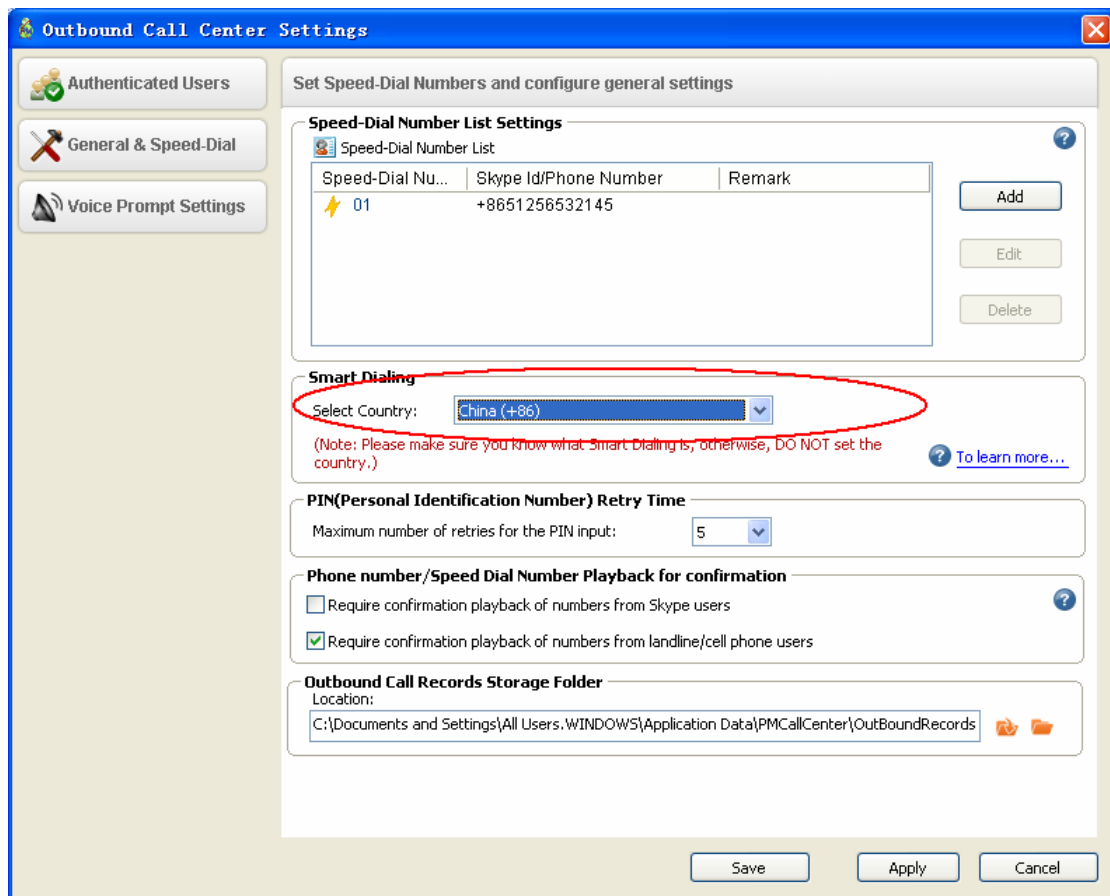 Outbound Call Center Settings
Authenticated Users
General & Speed-Dial
Voice Prompt Settings
Set Speed-Dial Numbers and configure general settings
Speed-Dial Number List Settings
Speed-Dial Number List
Speed-Dial Nu... Skype Id/Phone Number Remark
01 +8651256532145
Add
Edit
Delete
Smart Dialing
Select Country: China (+86)
(Note: Please make sure you know what Smart Dialing is, otherwise, DO NOT set the
country.)
To learn more...
PIN(Personal Identification Number) Retry Time
Maximum number of retries for the PIN input: 5
Phone number/Speed Dial Number Playback for confirmation
Require confirmation playback of numbers from Skype users
Require confirmation playback of numbers from landline/cell phone users
Outbound Call Records Storage Folder
Location:
C:\Documents and Settings\All Users.WINDOWS\Application Data\PMCallCenter\OutBoundRecords
Save Apply Cancel